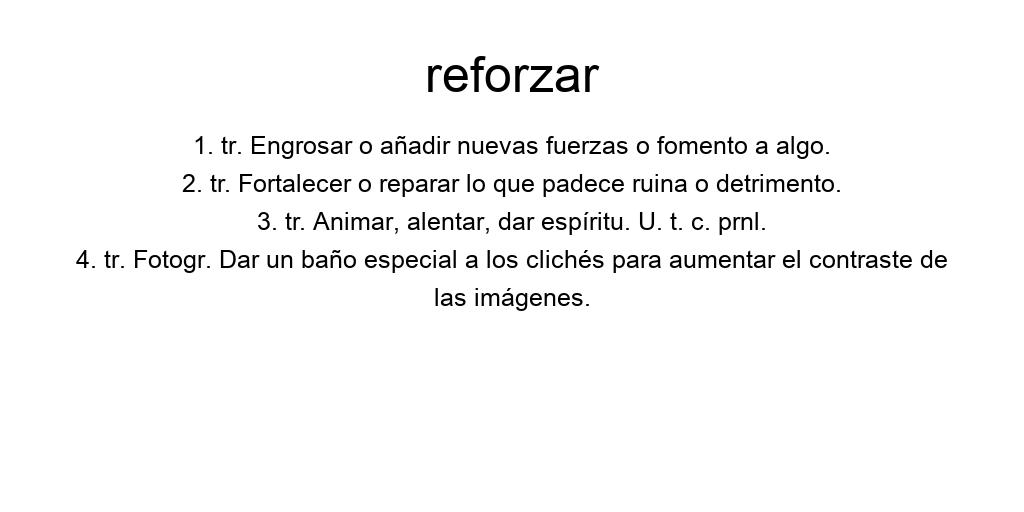 reforzar
1. tr. Engrosar o añadir nuevas fuerzas o fomento a algo.
2. tr. Fortalecer o reparar lo que padece ruina o detrimento.
3. tr. Animar, alentar, dar espíritu. U. t. c. prnl.
4. tr. Fotogr. Dar un baño especial a los clichés para aumentar el contraste de
las imágenes.